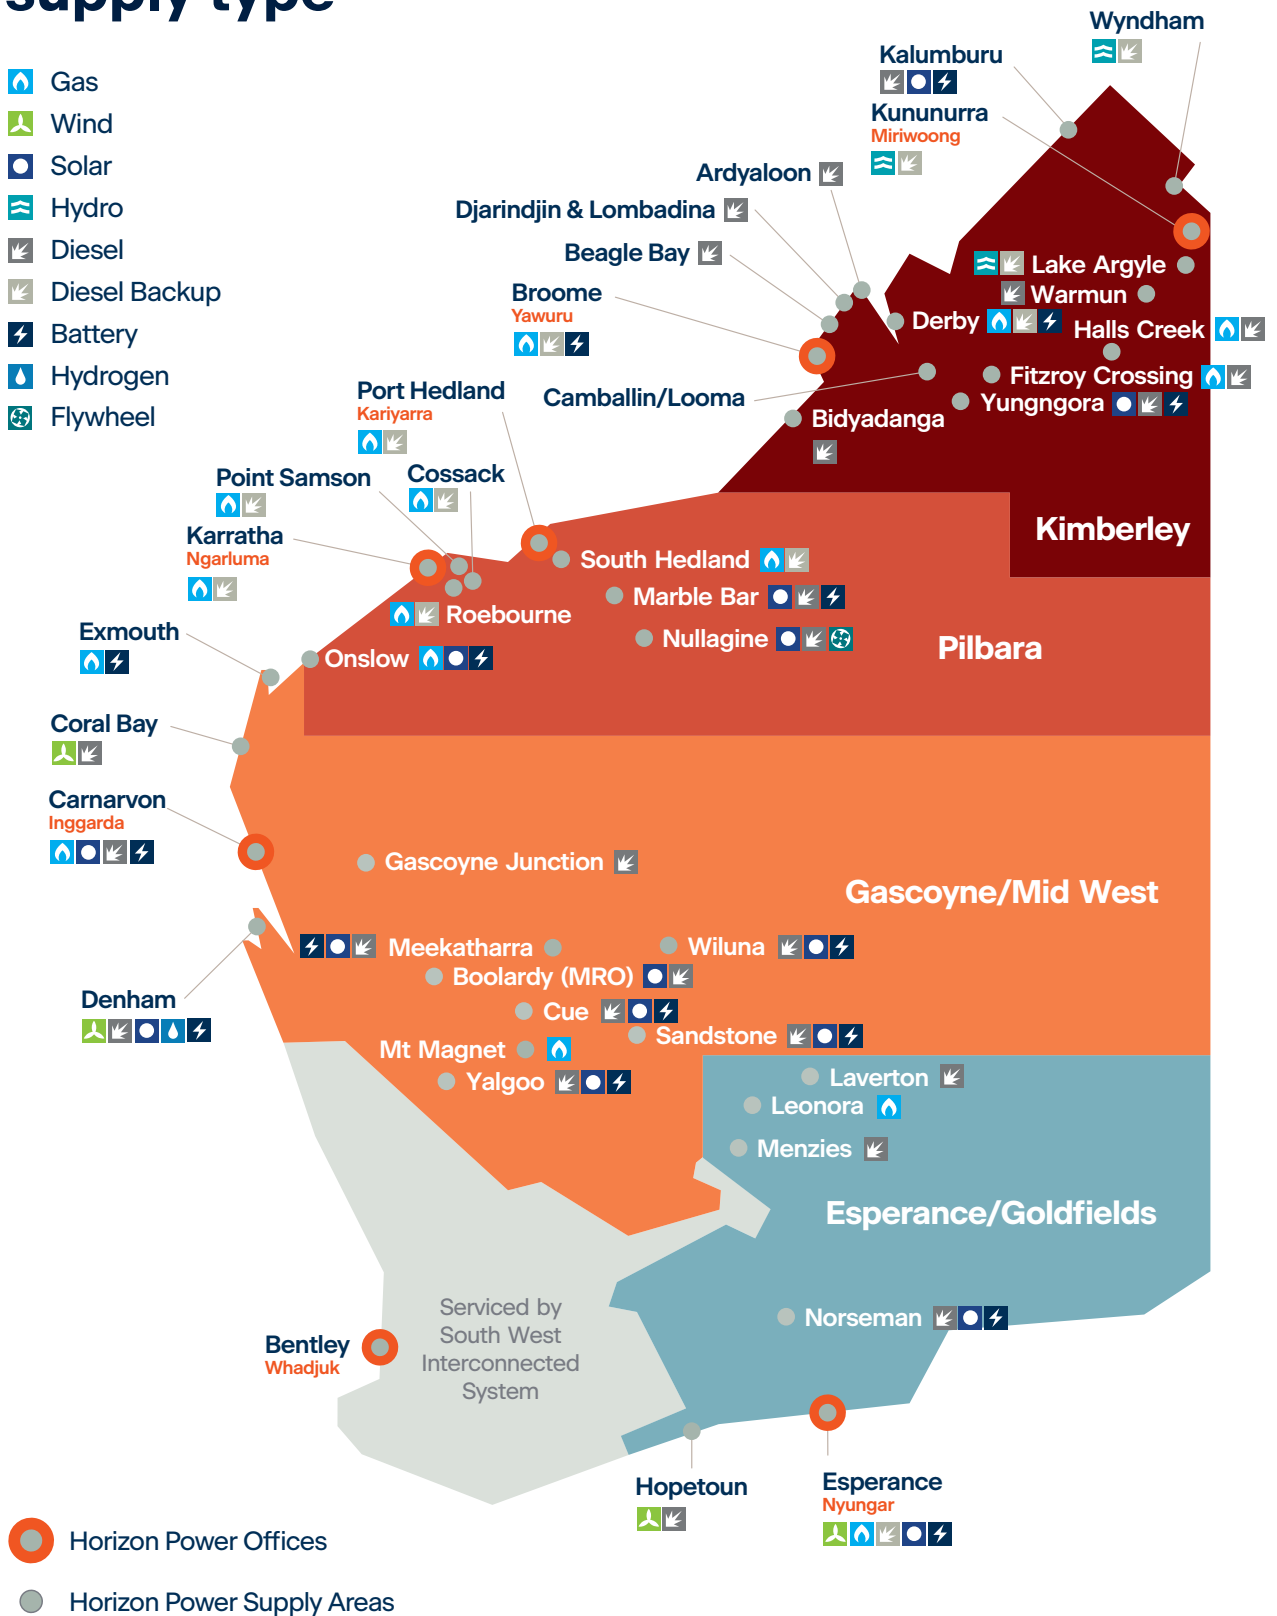 supply type
Gas
Wind
Solar
Hydro
Diesel
Diesel Backup
Battery
Hydrogen
Flywheel
Wyndham
Kalumburu
Kununurra
Miriwoong
Ardyaloon
Djarindjin & Lombadina
Beagle Bay
Broome
Yawuru
Lake Argyle
Warmun
Derby
Halls Creek
Fitzroy Crossing
Camballin/Looma
Yungngora
Bidyadanga
Port Hedland
Kariyarra
Point Samson
Cossack
Karratha
Ngarluma
Kimberley
South Hedland
Marble Bar
Roebourne
Nullagine
Pilbara
Exmouth
Onslow
Coral Bay
Carnarvon
Inggarda
Gascoyne Junction
Gascoyne/Mid West
Meekatharra
Wiluna
Boolardy (MRO)
Denham
Cue
Sandstone
Mt Magnet
Yalgoo
Laverton
Leonora
Menzies
Esperance/Goldfields
Serviced by
South West
Interconnected
System
Norseman
Bentley
Whadjuk
Hopetoun
Esperance
Nyungar
Horizon Power Offices
Horizon Power Supply Areas